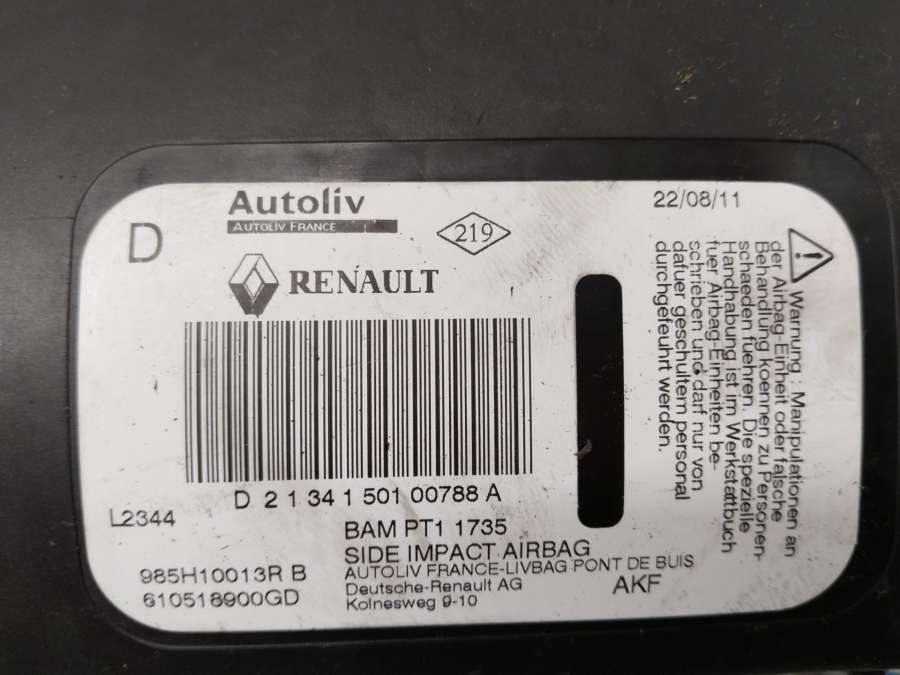 D
Autoliv
AUTOLIV FRANCE
219
22/08/11
RENAULT
D 2 1 34 1 501 00788 A
L2344
BAM PT1 1735
SIDE IMPACT AIRBAG
985H10013R B
AUTOLIV FRANCE-LIVBAG PONT DE BUIS
610518900GD
Deutsche-Renault AG
AKF
Kolnesweg 9-10
Warnung : Manipulationen an
der Airbag-Einheit oder falsche
Behandlung koennen zu Personen-
schaeden fuehren. Die spezielle
Handhabung ist im Werkstattbuch
fuer Airbag-Einheiten be-
schrieben und darf nur von
dafuer geschultem personal
durchgefeuhrt werden.